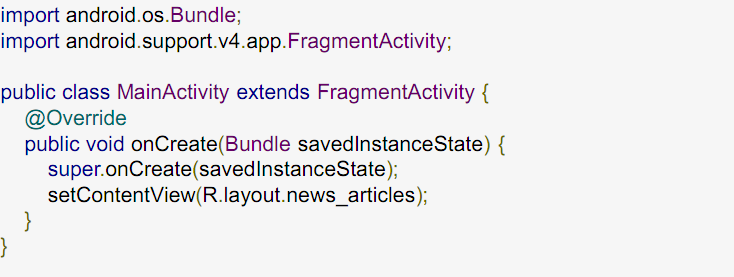 import android.os.Bundle;
import android.support.v4.app.FragmentActivity;

public class MainActivity extends FragmentActivity {
    @Override
    public void onCreate(Bundle savedInstanceState) {
        super.onCreate(savedInstanceState);
        setContentView(R.layout.news_articles);
    }
}